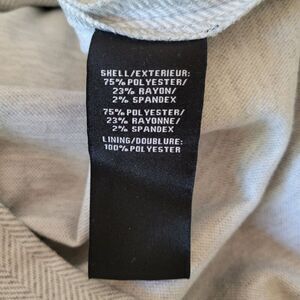 SHELL/EXTERIEUR:
75% POLYESTER/
23% RAYON/
2% SPANDEX
75% POLYESTER/
23% RAYONNE/
2% SPANDEX
LINING/DOUBLURE:
100% POLYESTER